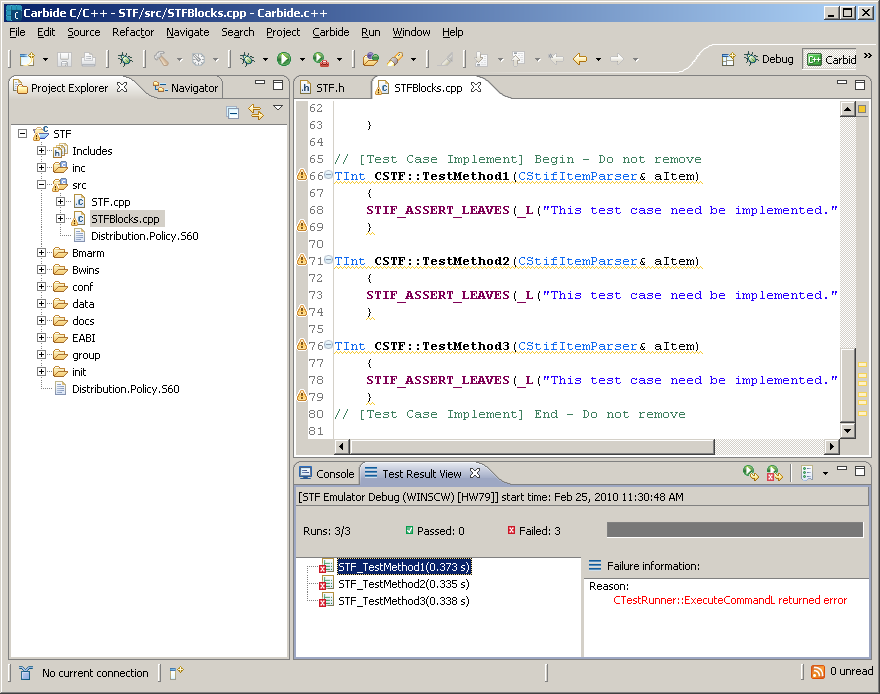 Carbide C/C++ - STF/src/STFBlocks.cpp - Carbide.c++
File Edit Source Refactor Navigate Search Project Carbide Run Window Help
Debug Carbid »
Project Explorer Navigator
STF
Includes
inc
src
STF.cpp
STFBlocks.cpp
Distribution.Policy.S60
Bmarm
Bwins
conf
data
docs
EABI
group
init
Distribution.Policy.S60
STF.h STFBlocks.cpp
62
63 }
64
65 // [Test Case Implement] Begin - Do not remove
66 TInt CSTF::TestMethod1(CStifItemParser& aItem)
67 {
68 STIF_ASSERT_LEAVES(_L("This test case need be implemented."
69 }
70
71 TInt CSTF::TestMethod2(CStifItemParser& aItem)
72 {
73 STIF_ASSERT_LEAVES(_L("This test case need be implemented."
74 }
75
76 TInt CSTF::TestMethod3(CStifItemParser& aItem)
77 {
78 STIF_ASSERT_LEAVES(_L("This test case need be implemented."
79 }
80 // [Test Case Implement] End - Do not remove
81
Console Test Result View
[STF Emulator Debug (WINSCW) [HW79]] start time: Feb 25, 2010 11:30:48 AM
Runs: 3/3 Passed: 0 Failed: 3
STF_TestMethod1(0.373 s)
STF_TestMethod2(0.335 s)
STF_TestMethod3(0.338 s)
Failure information:
Reason:
CTestRunner::ExecuteCommandL returned error
No current connection
0 unread